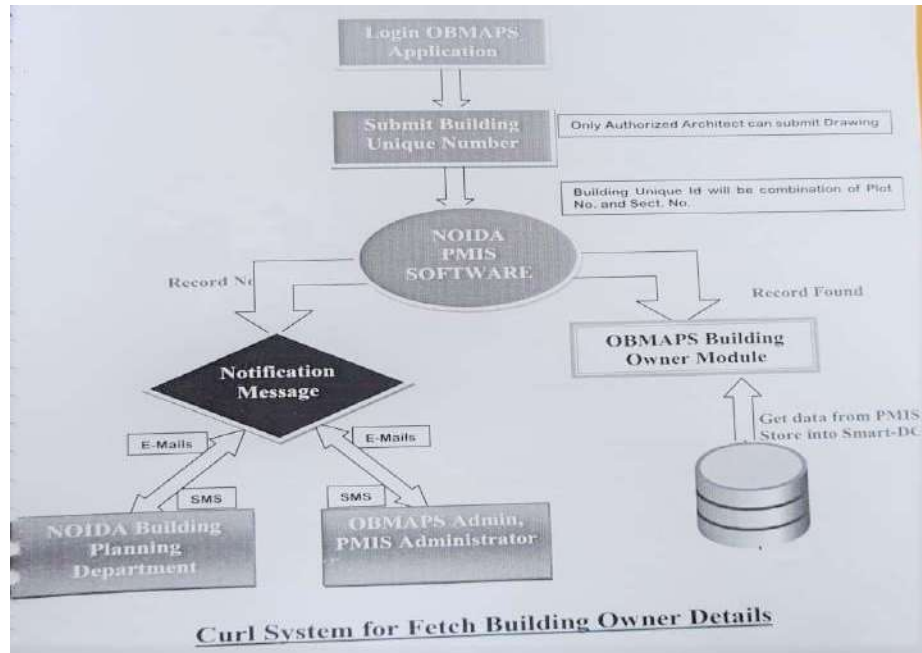 Login OBMAPS
Application
Submit Building
Unique Number
Only Authorized Architect can submit Drawing
Building Unique Id will be combination of Plot
No. and Sect. No.
NOIDA
PMIS
SOFTWARE
Record
Record Found
OBMAPS Building
Owner Module
Notification
Message
Get data from PMIS
Store into Smart-DC
E-Mails
E-Mails
SMS
SMS
NOIDA Building
Planning
Department
OBMAPS Admin,
PMIS Administrator
Curl System for Fetch Building Owner Details